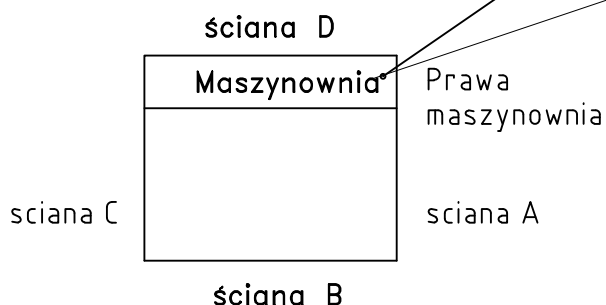 ściana D
Maszynownia
Prawa
maszynownia
sciana C
sciana A
ściana B